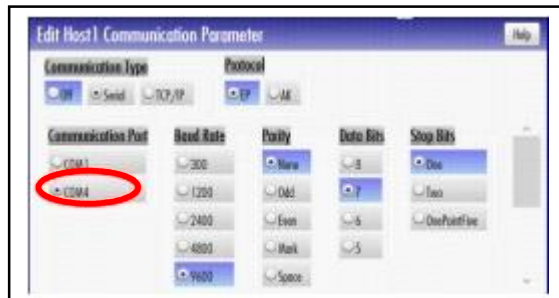 Edit Host1 Communication Parameter Help
Communication Type Protocol
Off Serial TCP/IP EP AK
Communication Port Baud Rate Parity Data Bits Stop Bits
COM3 300 None 8 One
COM4 1200 Odd 7 Two
2400 Even 6 OnePointFive
4800 Mark 5
9600 Space